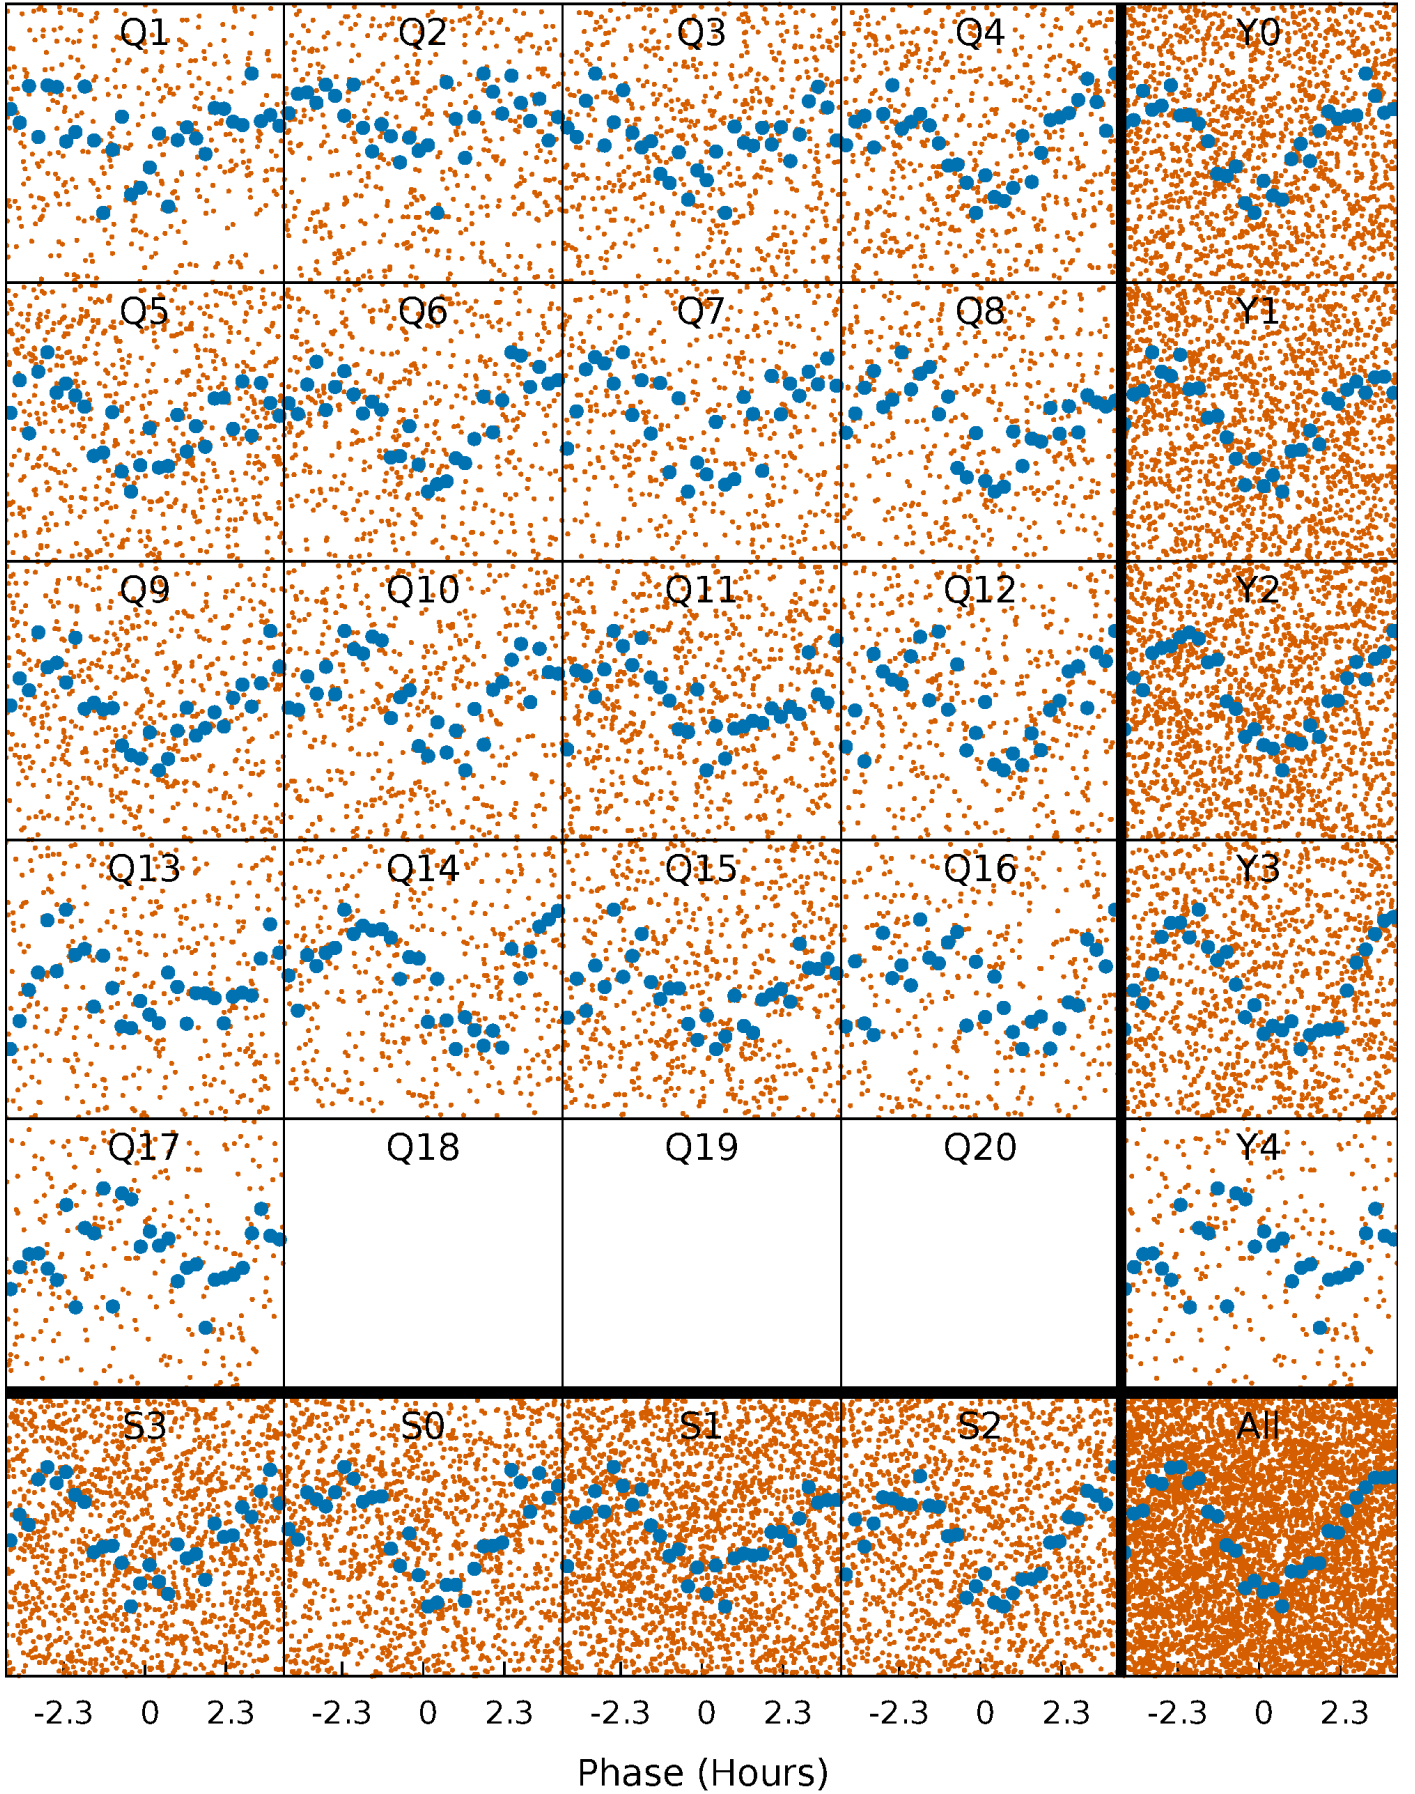 Q1 Q2 Q3 Q4 Y0
Q5 Q6 Q7 Q8 Y1
Q9 Q10 Q11 Q12 Y2
Q13 Q14 Q15 Q16 Y3
Q17 Q18 Q19 Q20 Y4
S3 S0 S1 S2 All
-2.3 0 2.3 -2.3 0 2.3 -2.3 0 2.3 -2.3 0 2.3 -2.3 0 2.3
Phase (Hours)